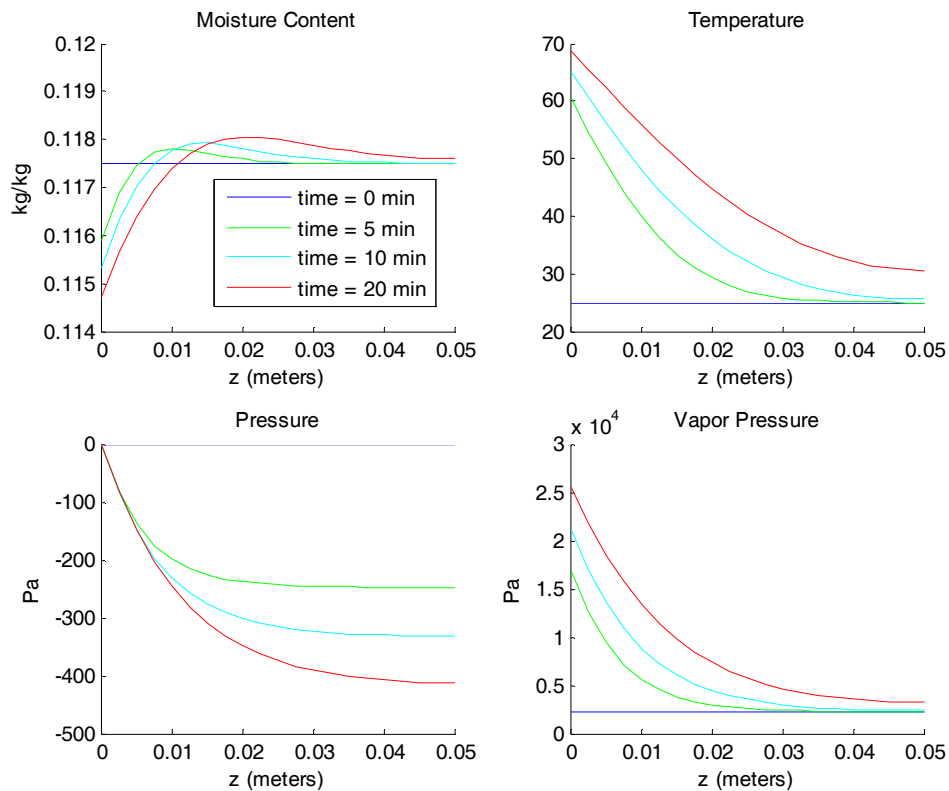 Moisture Content
0.12
0.119
0.118
0.117
0.116
0.115
0.114
kg/kg
time = 0 min
time = 5 min
time = 10 min
time = 20 min
0 0.01 0.02 0.03 0.04 0.05
z (meters)
Temperature
70
60
50
40
30
20
0 0.01 0.02 0.03 0.04 0.05
z (meters)
Pressure
0
-100
-200
-300
-400
-500
Pa
0 0.01 0.02 0.03 0.04 0.05
z (meters)
Vapor Pressure
x 10^4
3
2.5
2
1.5
1
0.5
0
Pa
0 0.01 0.02 0.03 0.04 0.05
z (meters)